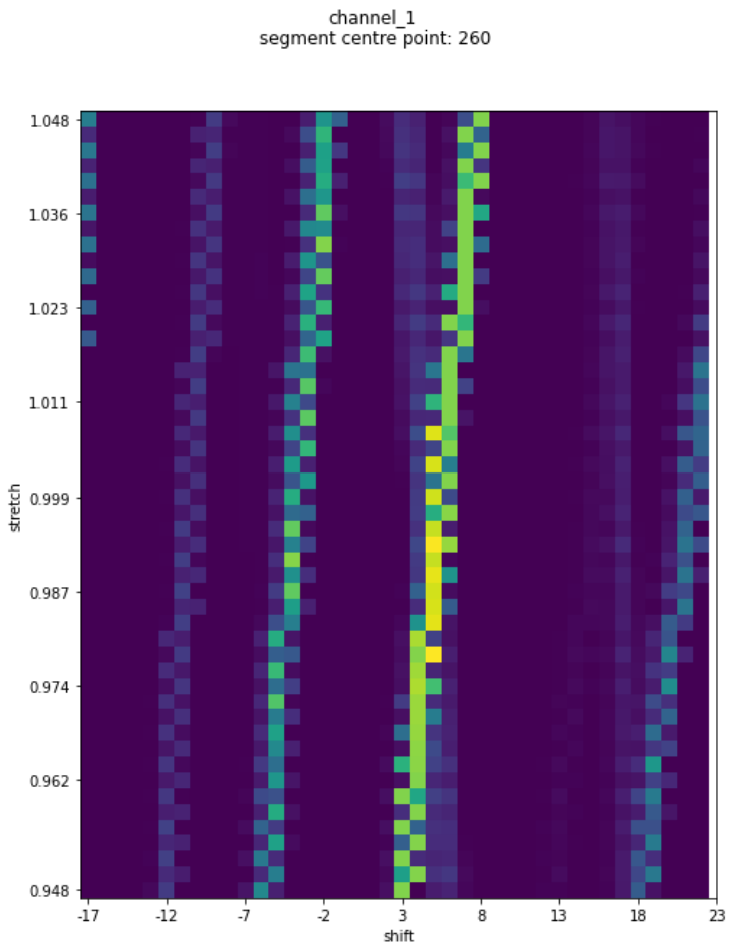 channel_1
segment centre point: 260
1.048
1.036
1.023
1.011
0.999
0.987
0.974
0.962
0.948
stretch
-17 -12 -7 -2 3 8 13 18 23
shift